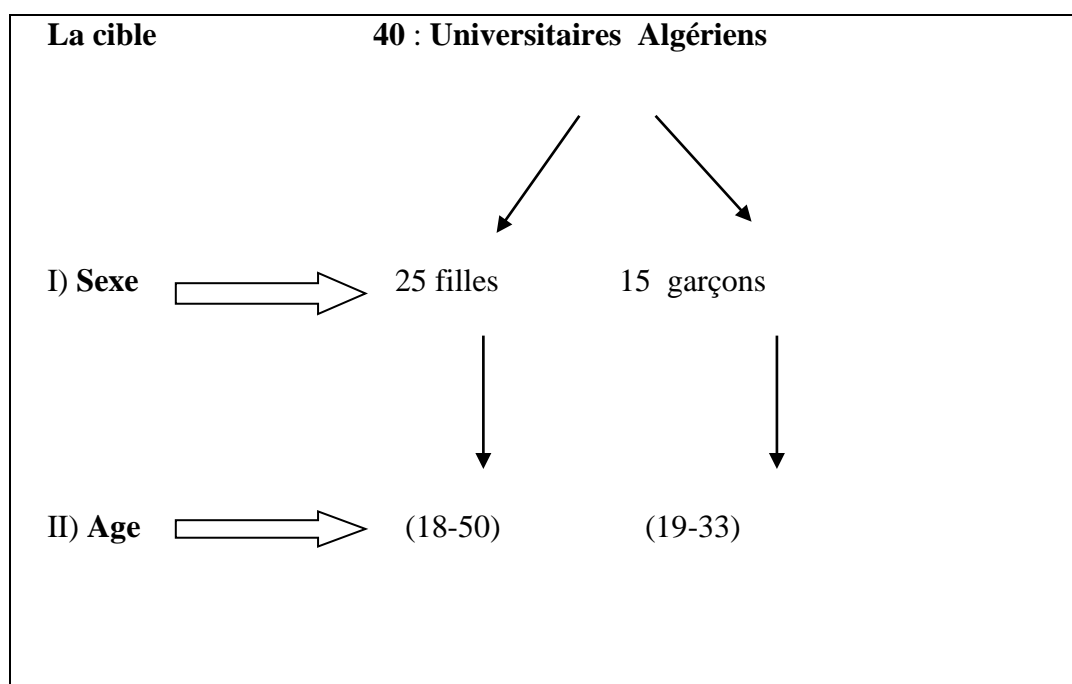 La cible 40 : Universitaires Algériens
I) Sexe 25 filles 15 garçons
II) Age (18-50) (19-33)